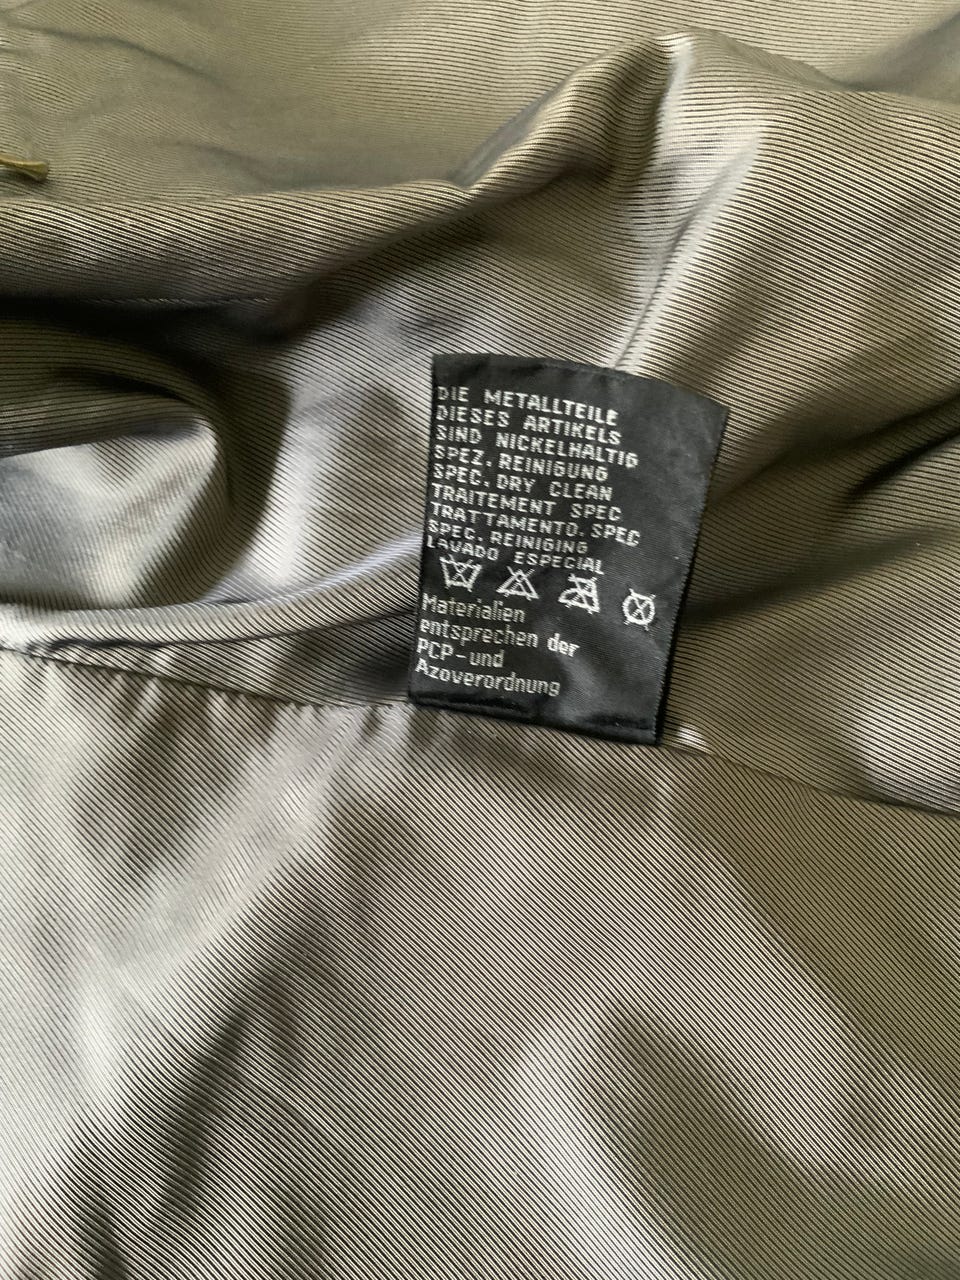 DIE METALLTEILE
DIESES ARTIKELS
SIND NICKELHALTIG
SPEZ. REINIGUNG
SPEC. DRY CLEAN
TRAITEMENT SPEC
TRATTAMENTO. SPEC
SPEC. REINIGING
LAVADO ESPECIAL
Materialien
entsprechen der
PCP-und
Azoverordnung